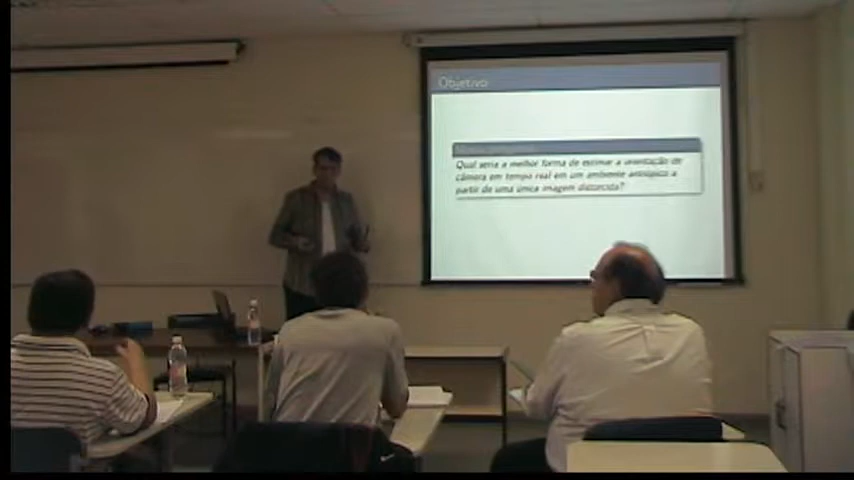 Objetivo
Qual seria a melhor forma de estimar a orientação de
câmera em tempo real em um ambiente antrópico a
partir de uma única imagem distorcida?